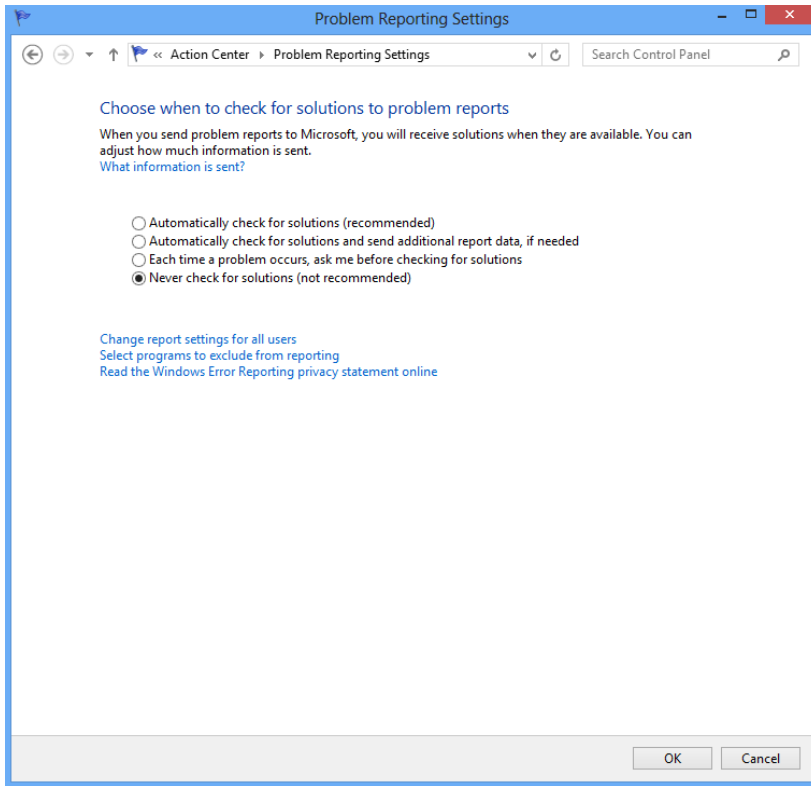 Problem Reporting Settings
« Action Center Problem Reporting Settings
Search Control Panel
Choose when to check for solutions to problem reports
When you send problem reports to Microsoft, you will receive solutions when they are available. You can
adjust how much information is sent.
What information is sent?
Automatically check for solutions (recommended)
Automatically check for solutions and send additional report data, if needed
Each time a problem occurs, ask me before checking for solutions
Never check for solutions (not recommended)
Change report settings for all users
Select programs to exclude from reporting
Read the Windows Error Reporting privacy statement online
OK Cancel